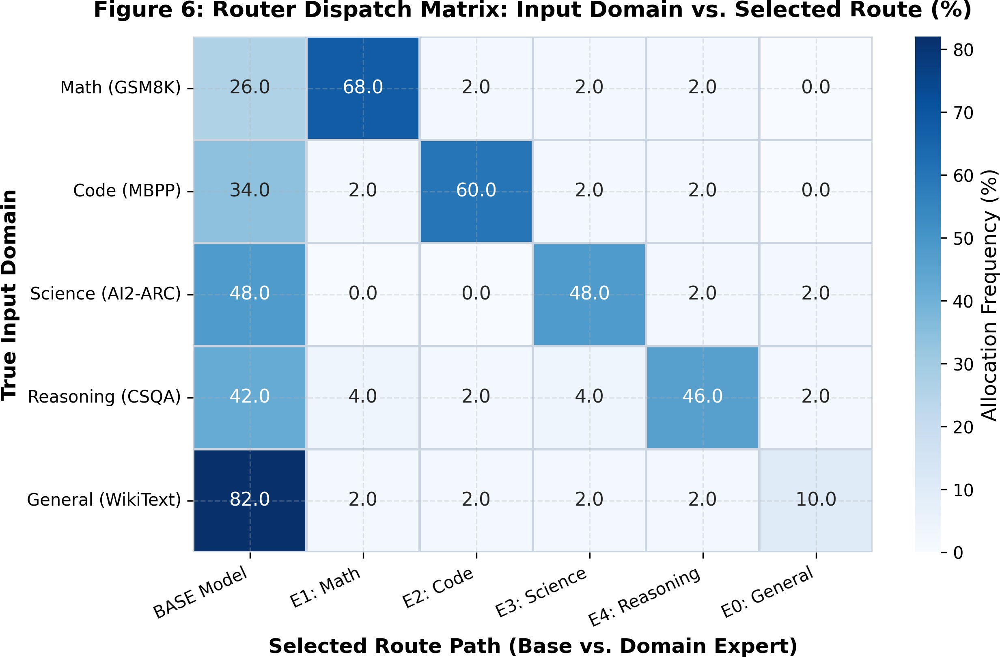 Figure 6: Router Dispatch Matrix: Input Domain vs. Selected Route (%)
True Input Domain
Math (GSM8K) 26.0 68.0 2.0 2.0 2.0 0.0
Code (MBPP) 34.0 2.0 60.0 2.0 2.0 0.0
Science (AI2-ARC) 48.0 0.0 0.0 48.0 2.0 2.0
Reasoning (CSQA) 42.0 4.0 2.0 4.0 46.0 2.0
General (WikiText) 82.0 2.0 2.0 2.0 2.0 10.0
BASE Model E1: Math E2: Code E3: Science E4: Reasoning E0: General
Selected Route Path (Base vs. Domain Expert)
80
70
60
50
40
30
20
10
0
Allocation Frequency (%)